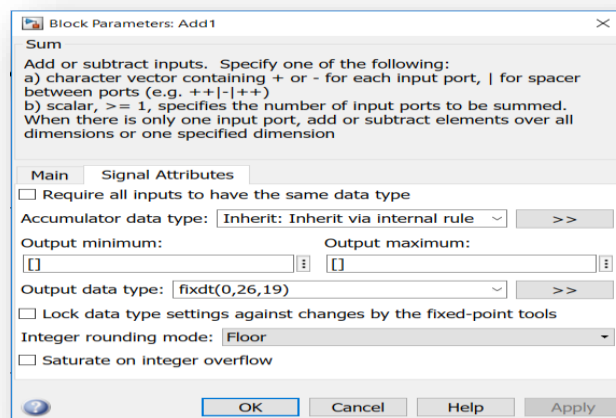 Block Parameters: Add1
Sum
Add or subtract inputs.  Specify one of the following:
a) character vector containing + or - for each input port, | for spacer
between ports (e.g. ++|-|++)
b) scalar, >= 1, specifies the number of input ports to be summed.
When there is only one input port, add or subtract elements over all
dimensions or one specified dimension
Main Signal Attributes
Require all inputs to have the same data type
Accumulator data type: Inherit: Inherit via internal rule >>
Output minimum: Output maximum:
[] []
Output data type: fixdt(0,26,19) >>
Lock data type settings against changes by the fixed-point tools
Integer rounding mode: Floor
Saturate on integer overflow
OK Cancel Help Apply